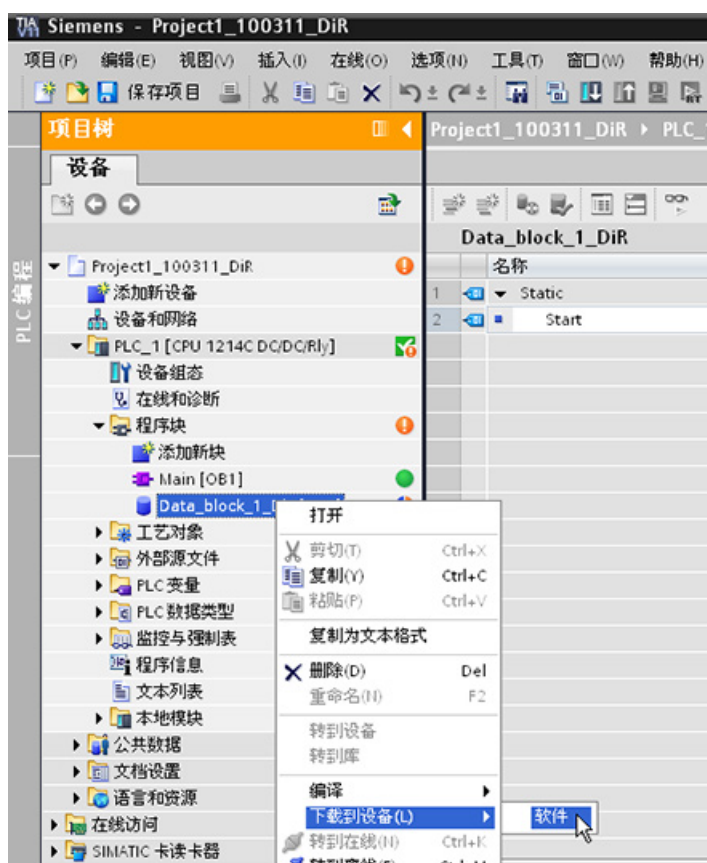 Siemens - Project1_100311_DiR
项目(P) 编辑(E) 视图(V) 插入(I) 在线(O) 选项(N) 工具(T) 窗口(W) 帮助(H)
保存项目
项目树
Project1_100311_DiR
设备
Data_block_1_DiR
名称
PLC 编程
Project1_100311_DiR
1 Static
添加新设备
2 Start
设备和网络
PLC_1 [CPU 1214C DC/DC/Rly]
设备组态
在线和诊断
程序块
添加新块
Main [OB1]
Data_block_1_
打开
工艺对象
剪切(T) Ctrl+X
外部源文件
复制(Y) Ctrl+C
PLC 变量
粘贴(P) Ctrl+V
PLC 数据类型
监控与强制表
复制为文本格式
程序信息
删除(D) Del
文本列表
重命名(N) F2
本地模块
转到设备
公共数据
转到库
文档设置
语言和资源
编译
下载到设备(L)
软件
在线访问
转到在线(N) Ctrl+K
SIMATIC 卡读卡器